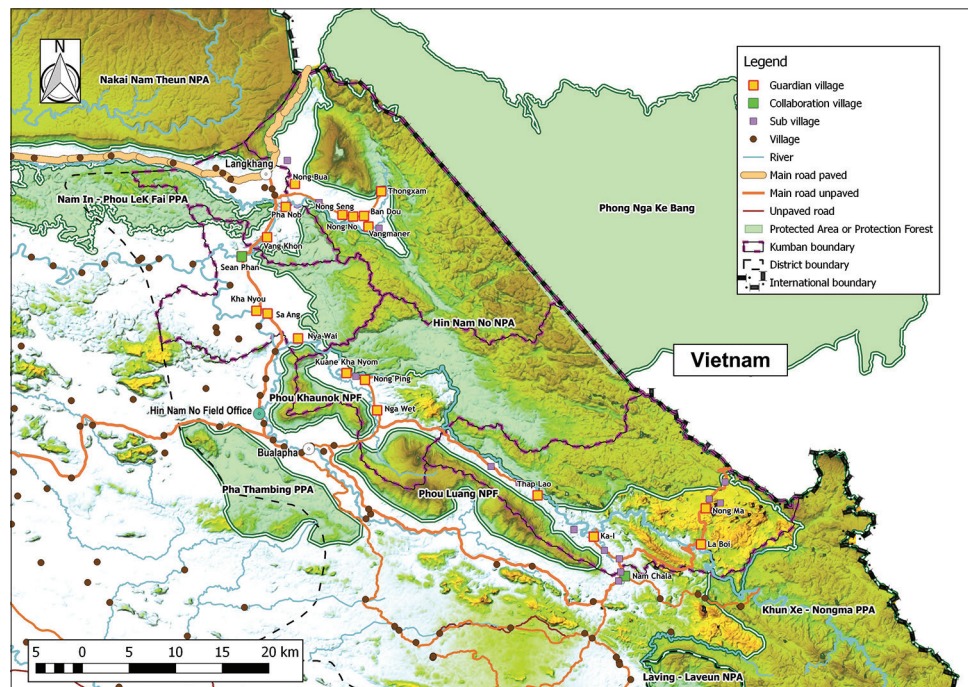 N
Nakai Nam Theun NPA
Legend
Guardian village
Collaboration village
Sub village
Village
River
Main road paved
Main road unpaved
Unpaved road
Protected Area or Protection Forest
Kumban boundary
District boundary
International boundary
Langkhang
Nong Bua
Thongxam
Nam In - Phou LeK Fai PPA
Pha Nob
Nong Seng
Ban Dou
Nong No
Vangmaner
Phong Nga Ke Bang
Vang Khon
Sean Phan
Kha Nyou
Sa Ang
Hin Nam No NPA
Nya Wai
Vietnam
Kuane Kha Nyom
Nong Ping
Phou Khaunok NPF
Hin Nam No Field Office
Nga Wet
Bualapha
Pha Thambing PPA
Phou Luang NPF
Thap Lao
Nong Ma
Ka-I
La Boi
Nam Chala
Khun Xe - Nongma PPA
5 0 5 10 15 20 km
Laving - Laveun NPA